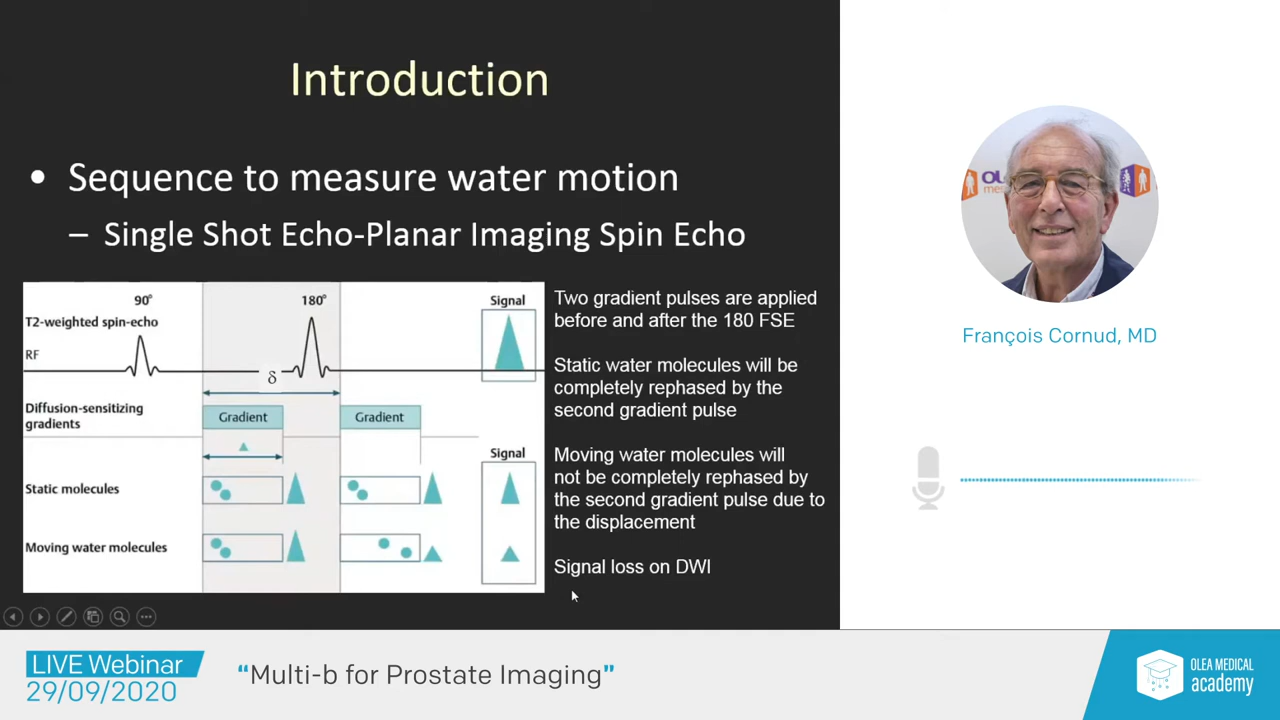 Introduction
• Sequence to measure water motion
– Single Shot Echo-Planar Imaging Spin Echo
90°
180°
Signal
T2-weighted spin-echo
RF
δ
Diffusion-sensitizing
gradients
Gradient
Gradient
Signal
Static molecules
Moving water molecules
Two gradient pulses are applied
before and after the 180 FSE
Static water molecules will be
completely rephased by the
second gradient pulse
Moving water molecules will
not be completely rephased by
the second gradient pulse due to
the displacement
Signal loss on DWI
François Cornud, MD
LIVE Webinar
29/09/2020
“Multi-b for Prostate Imaging”
OLEA MEDICAL
academy